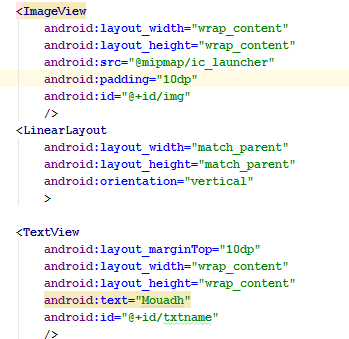 <ImageView
android:layout_width="wrap_content"
android:layout_height="wrap_content"
android:src="@mipmap/ic_launcher"
android:padding="10dp"
android:id="@+id/img"
/>
<LinearLayout
android:layout_width="match_parent"
android:layout_height="match_parent"
android:orientation="vertical"
>
<TextView
android:layout_marginTop="10dp"
android:layout_width="wrap_content"
android:layout_height="wrap_content"
android:text="Mouadh"
android:id="@+id/txtname"
/>